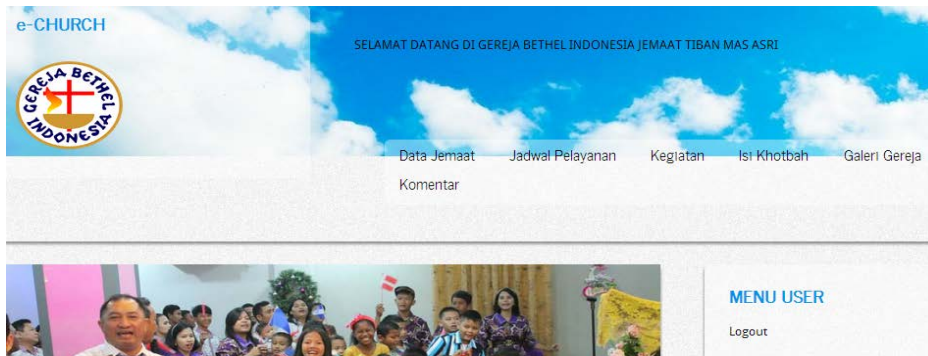 e-CHURCH
SELAMAT DATANG DI GEREJA BETHEL INDONESIA JEMAAT TIBAN MAS ASRI
GEREJA BETHEL INDONESIA
Data Jemaat Jadwal Pelayanan Kegiatan Isi Khotbah Galeri Gereja
Komentar
MENU USER
Logout